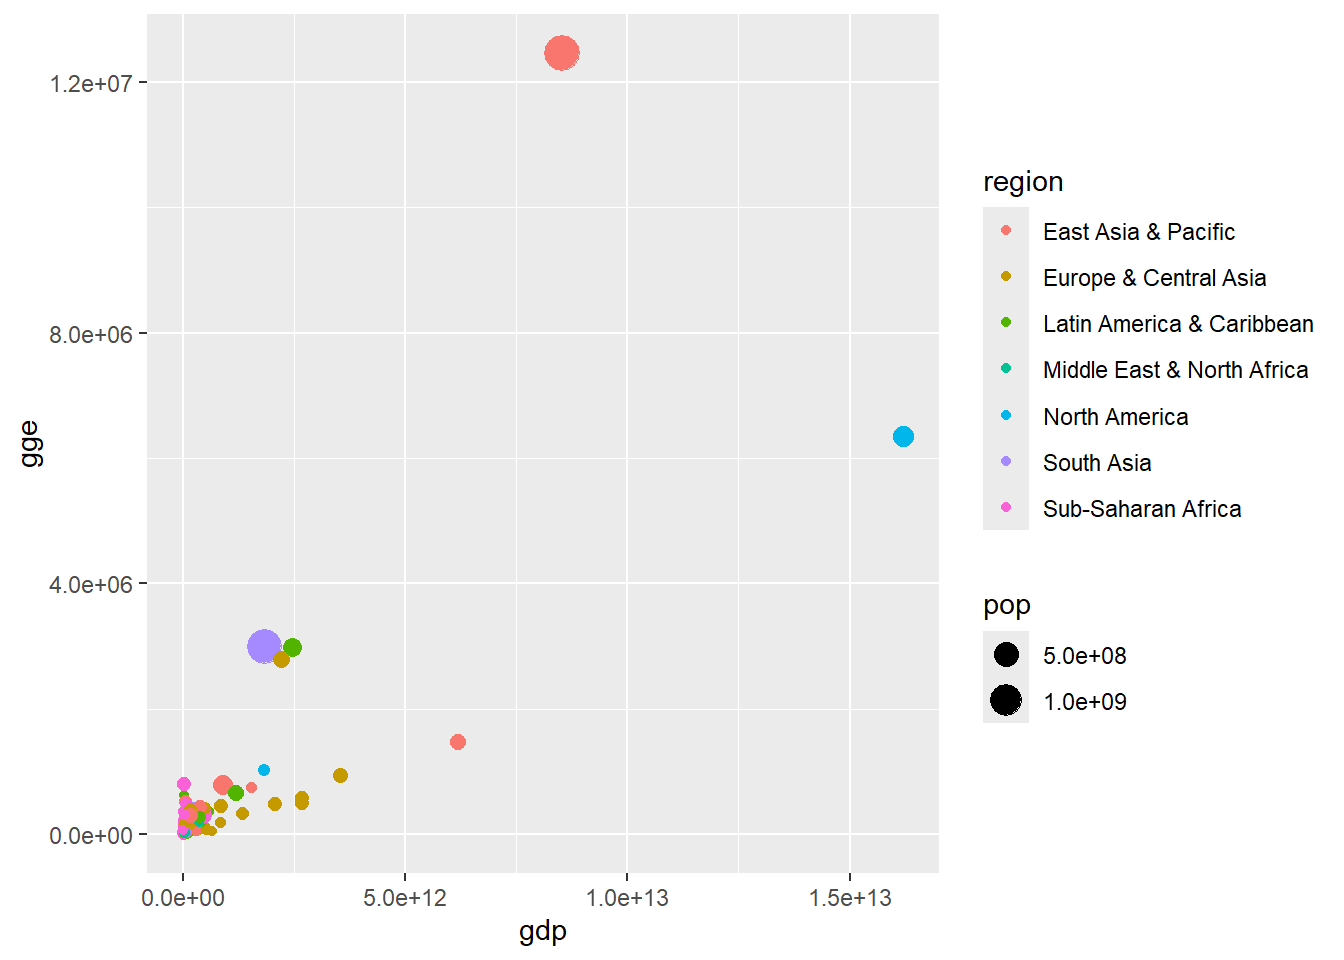 1.2e+07
8.0e+06
4.0e+06
0.0e+00
gge
0.0e+00 5.0e+12 1.0e+13 1.5e+13
gdp
region
East Asia & Pacific
Europe & Central Asia
Latin America & Caribbean
Middle East & North Africa
North America
South Asia
Sub-Saharan Africa
pop
5.0e+08
1.0e+09